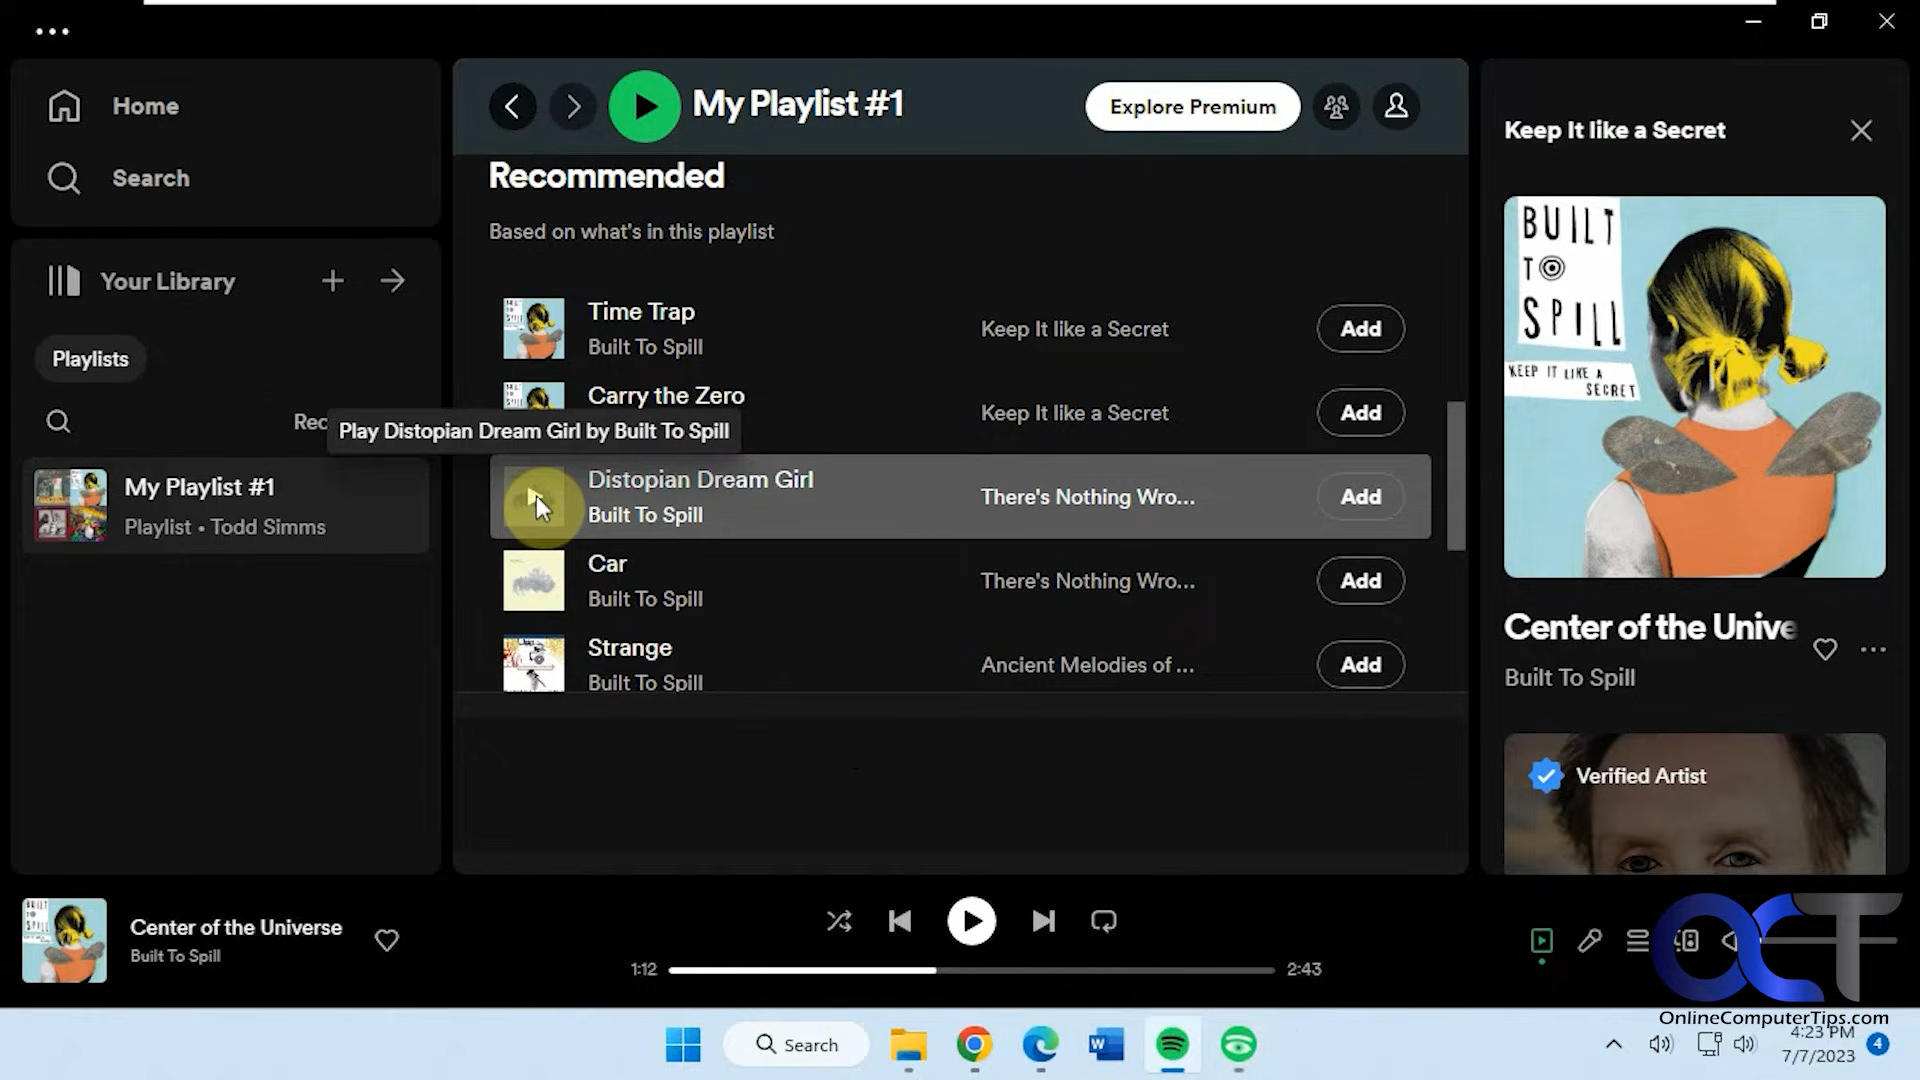 Home
Search
Your Library
Playlists
Rec
My Playlist #1
Playlist • Todd Simms
My Playlist #1
Explore Premium
Recommended
Based on what's in this playlist
Time Trap
Built To Spill
Keep It like a Secret
Add
Carry the Zero
Keep It like a Secret
Add
Play Distopian Dream Girl by Built To Spill
Distopian Dream Girl
Built To Spill
There's Nothing Wro...
Add
Car
Built To Spill
There's Nothing Wro...
Add
Strange
Built To Spill
Ancient Melodies of ...
Add
Keep It like a Secret
BUILT
TO
SPILL
KEEP IT LIKE A
SECRET
Center of the Unive
Built To Spill
Verified Artist
Center of the Universe
Built To Spill
1:12
2:43
OCT
OnlineComputerTips.com
Search
4:23 PM
7/7/2023
4